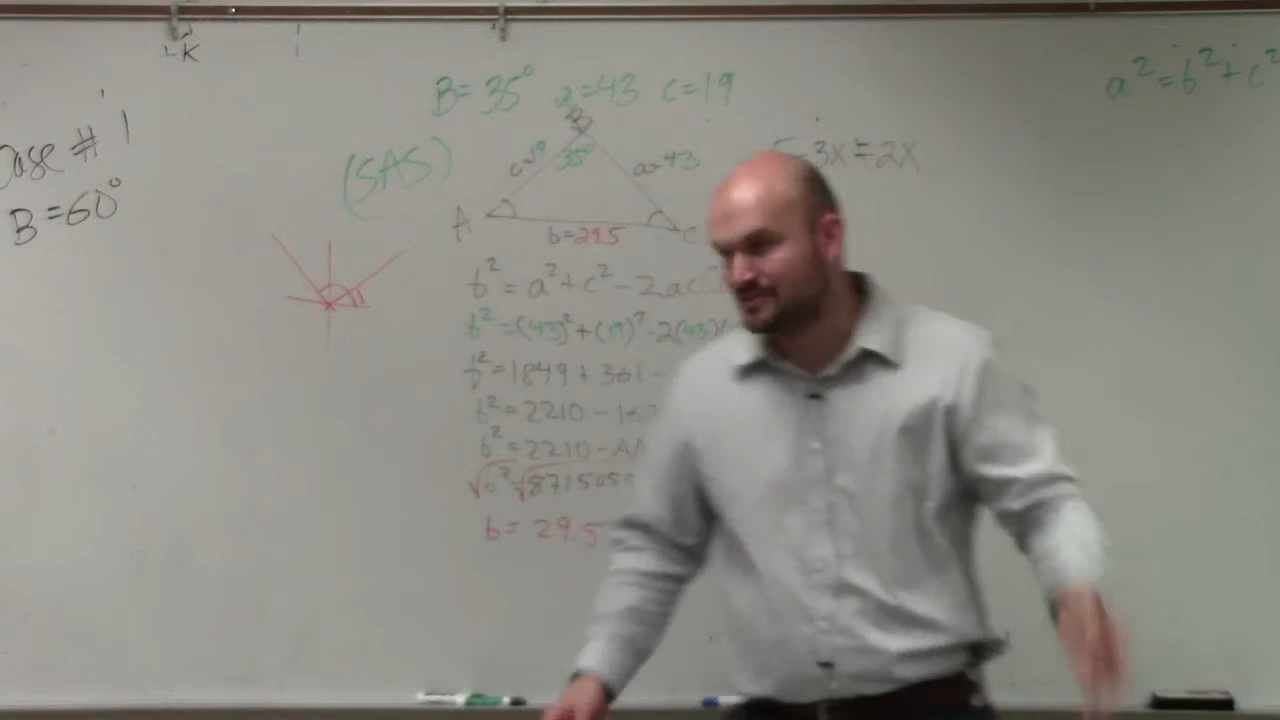 Case # 1
B=60°
B=35° a=43 c=19
(SAS)
B
35°
a=43
A
b=29.5
C
5-3x=-2x
b²=a²+c²-2ac
b²=(43)²+(19)²-2(43)(
b²=1849+361-
b²=2210-
b²=2210-
b=29.5
a²=b²+c²